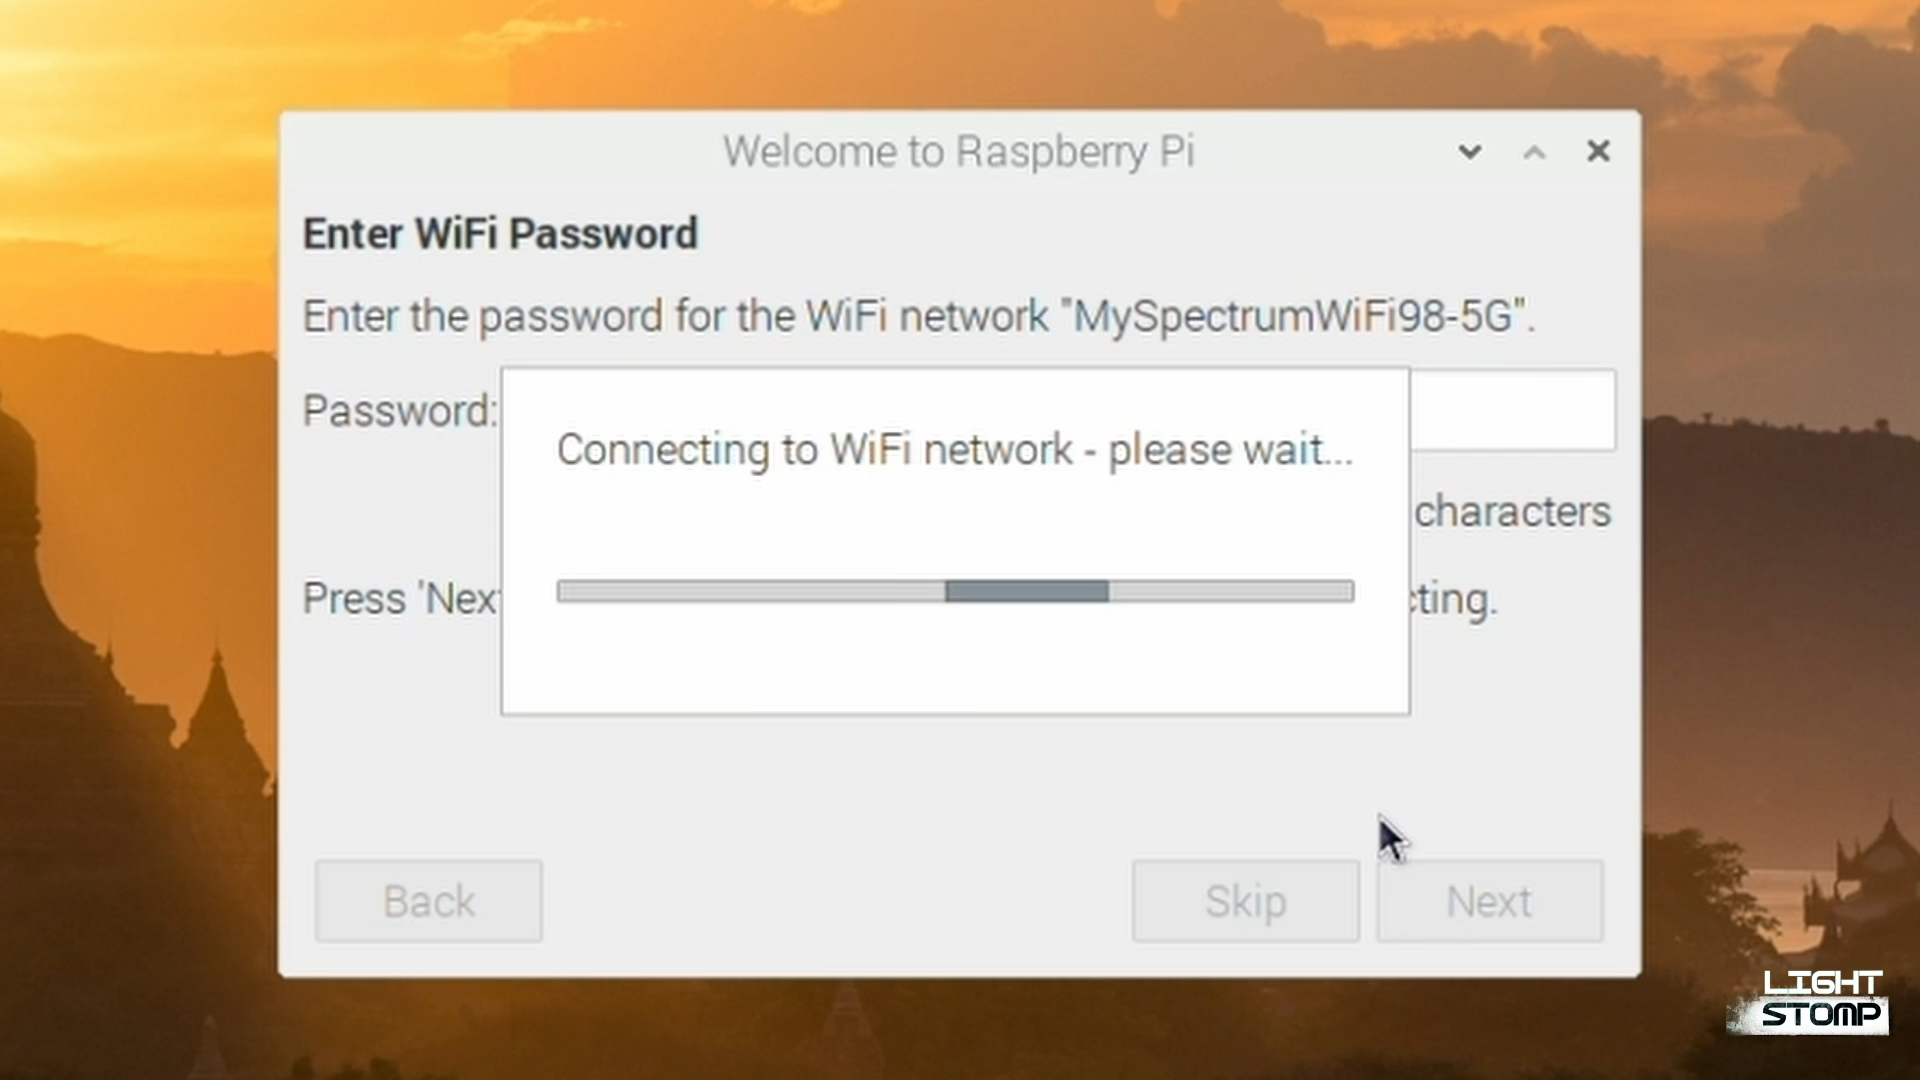 Welcome to Raspberry Pi
Enter WiFi Password
Enter the password for the WiFi network "MySpectrumWiFi98-5G".
Password:
Connecting to WiFi network - please wait...
characters
Press 'Nex
cting.
Back
Skip
Next
LIGHT
STOMP